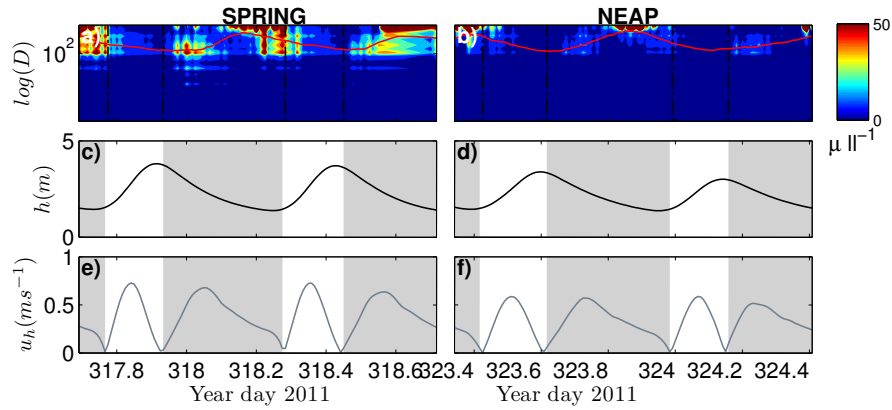 SPRING NEAP
a) b)
log(D) 10² 50
0
μ ll⁻¹
5 c) d)
h(m)
0
1 e) f)
u_h(ms⁻¹) 0.5
0
317.8 318 318.2 318.4 318.6 323.4 323.6 323.8 324 324.2 324.4
Year day 2011 Year day 2011